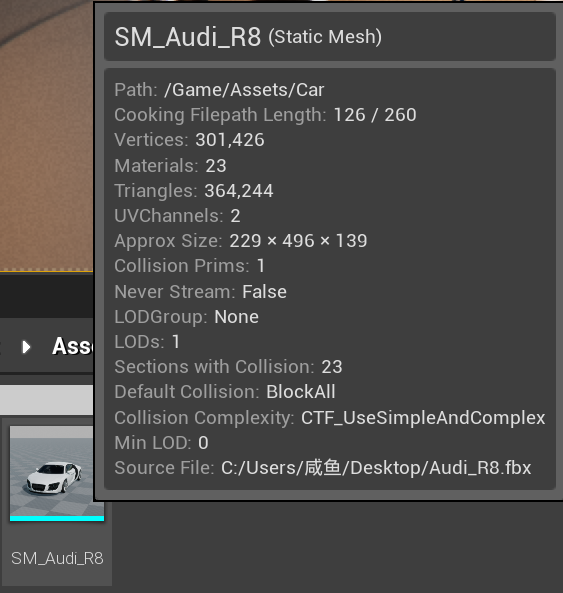 SM_Audi_R8 (Static Mesh)
Path: /Game/Assets/Car
Cooking Filepath Length: 126 / 260
Vertices: 301,426
Materials: 23
Triangles: 364,244
UVChannels: 2
Approx Size: 229 × 496 × 139
Collision Prims: 1
Never Stream: False
LODGroup: None
LODs: 1
Sections with Collision: 23
Default Collision: BlockAll
Collision Complexity: CTF_UseSimpleAndComplex
Min LOD: 0
Source File: C:/Users/咸鱼/Desktop/Audi_R8.fbx
Ass
SM_Audi_R8